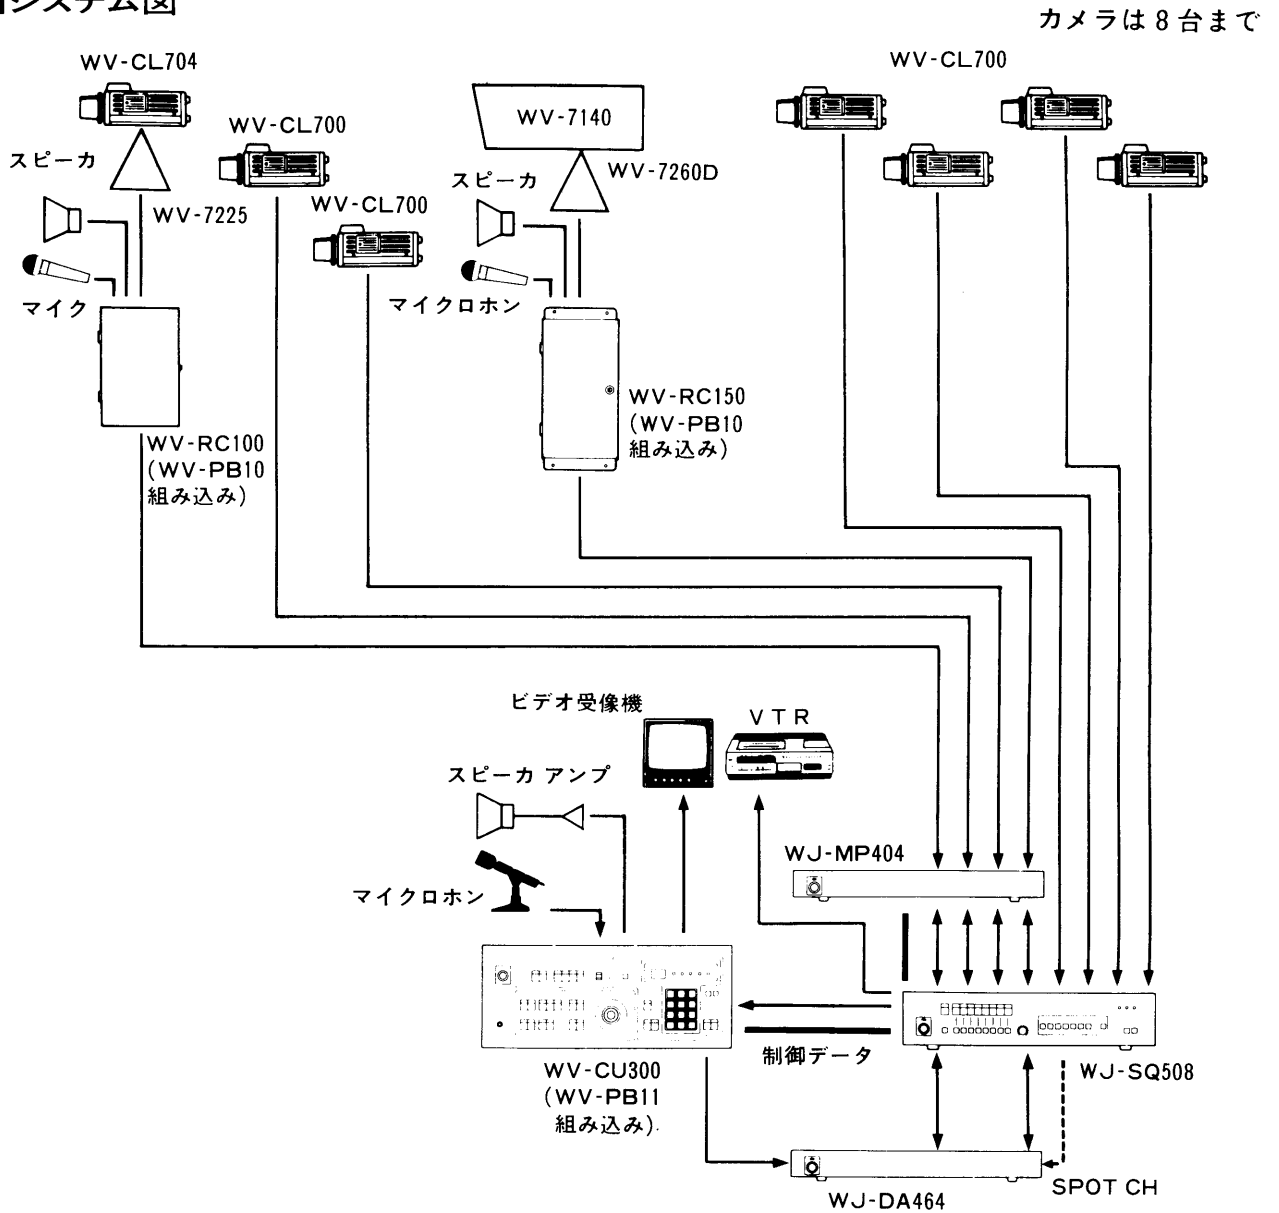 システム図
カメラは8台まで
WV-CL704
WV-CL700
WV-7140
WV-CL700
スピーカ
WV-7225
WV-CL700
スピーカ
WV-7260D
マイク
マイクロホン
WV-RC100
(WV-PB10
組み込み)
WV-RC150
(WV-PB10
組み込み)
ビデオ受像機
VTR
スピーカ アンプ
マイクロホン
WJ-MP404
制御データ
WV-CU300
(WV-PB11
組み込み).
WJ-SQ508
SPOT CH
WJ-DA464